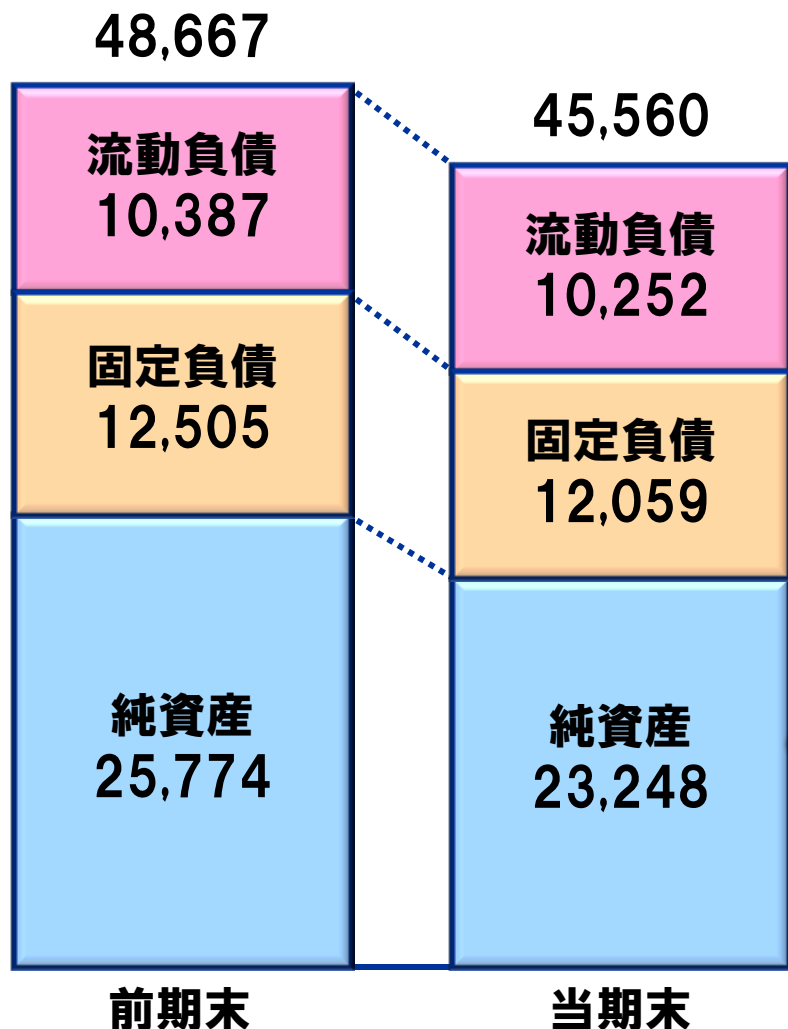 48,667
流動負債
10,387
固定負債
12,505
純資産
25,774
前期末
45,560
流動負債
10,252
固定負債
12,059
純資産
23,248
当期末